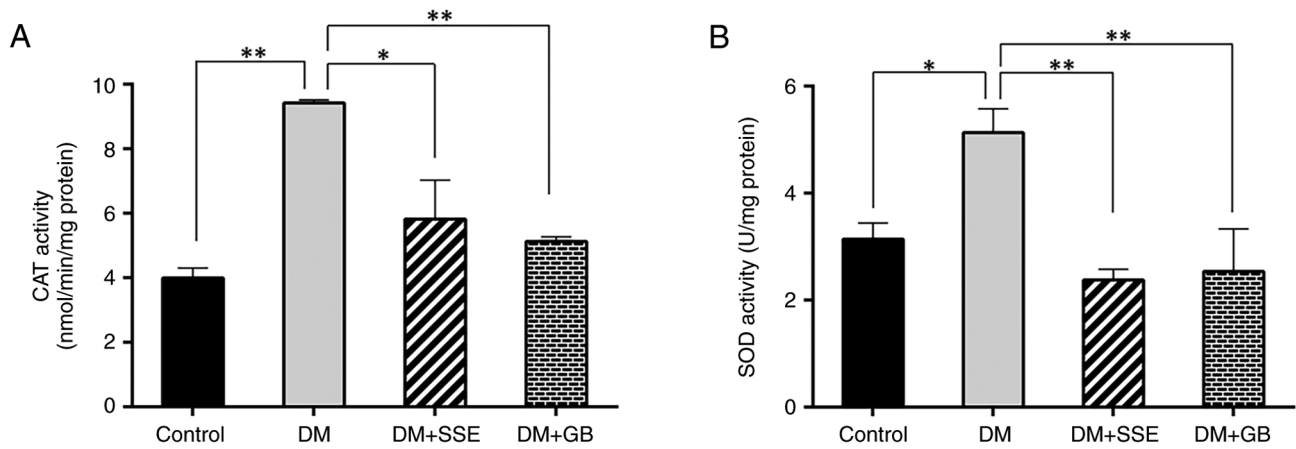 A
CAT activity
(nmol/min/mg protein)
10
8
6
4
2
0
**
*
**
Control
DM
DM+SSE
DM+GB
B
SOD activity (U/mg protein)
6
4
2
0
*
**
**
Control
DM
DM+SSE
DM+GB